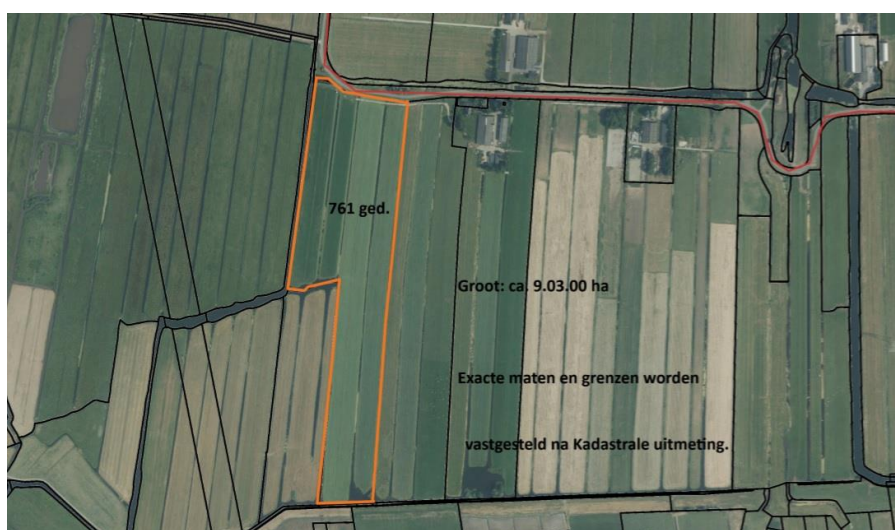 761 ged.
Groot: ca. 9.03.00 ha
Exacte maten en grenzen worden
vastgesteld na Kadastrale uitmeting.